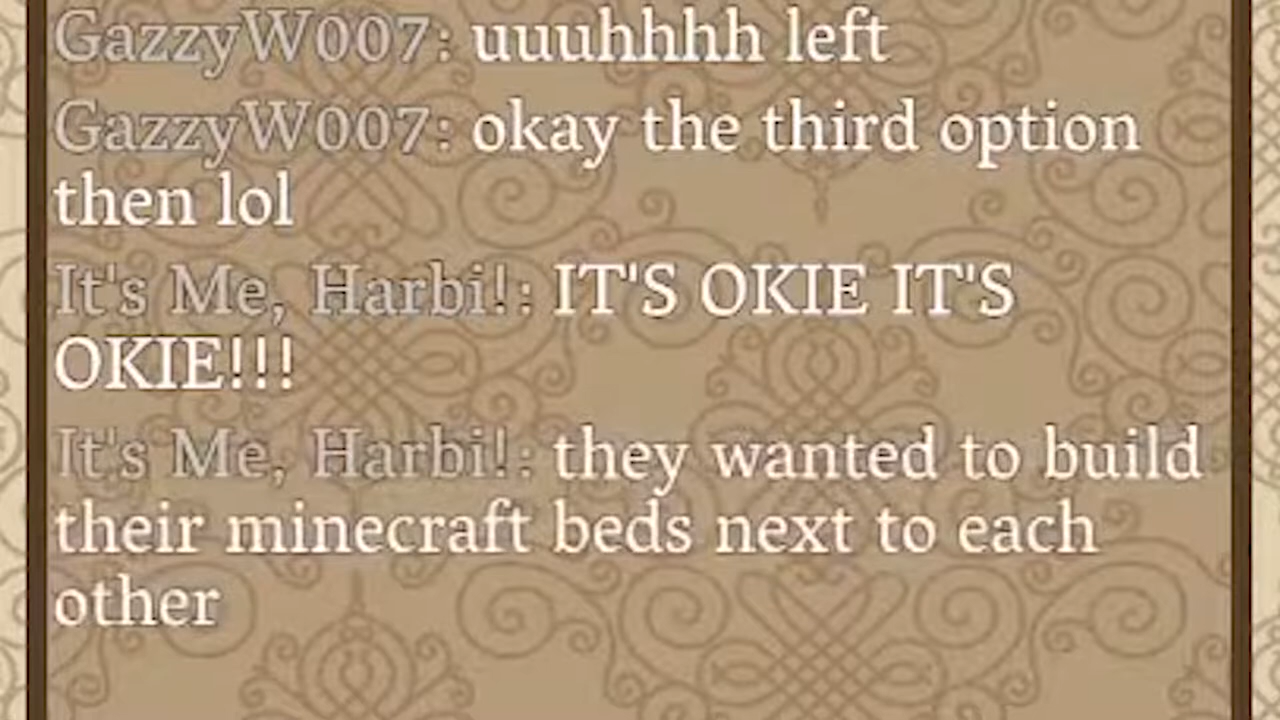 GazzyW007: uuuhhhh left
GazzyW007: okay the third option
then lol
It's Me, Harbi!: IT'S OKIE IT'S
OKIE!!!
It's Me, Harbi!: they wanted to build
their minecraft beds next to each
other